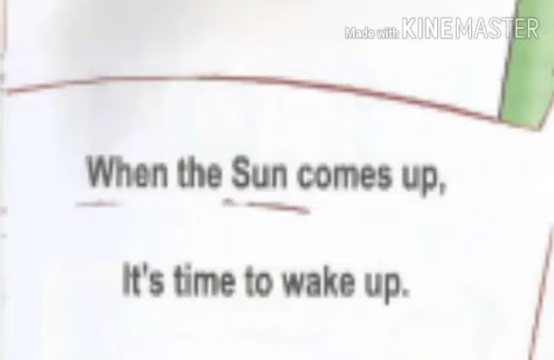 Made with KINEMASTER
When the Sun comes up,
It's time to wake up.